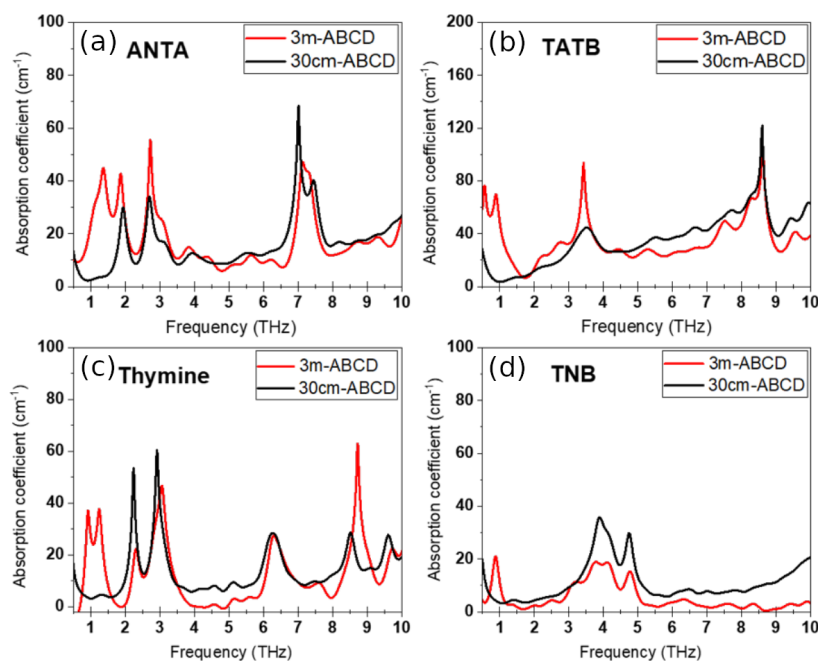 (a) ANTA
3m-ABCD
30cm-ABCD
Absorption coefficient (cm⁻¹)
100
80
60
40
20
0
1 2 3 4 5 6 7 8 9 10
Frequency (THz)
(b) TATB
3m-ABCD
30cm-ABCD
Absorption coefficient (cm⁻¹)
200
160
120
80
40
0
1 2 3 4 5 6 7 8 9 10
Frequency (THz)
(c) Thymine
3m-ABCD
30cm-ABCD
Absorption coefficient (cm⁻¹)
100
80
60
40
20
0
1 2 3 4 5 6 7 8 9 10
Frequency (THz)
(d) TNB
3m-ABCD
30cm-ABCD
Absorption coefficient (cm⁻¹)
100
80
60
40
20
0
1 2 3 4 5 6 7 8 9 10
Frequency (THz)